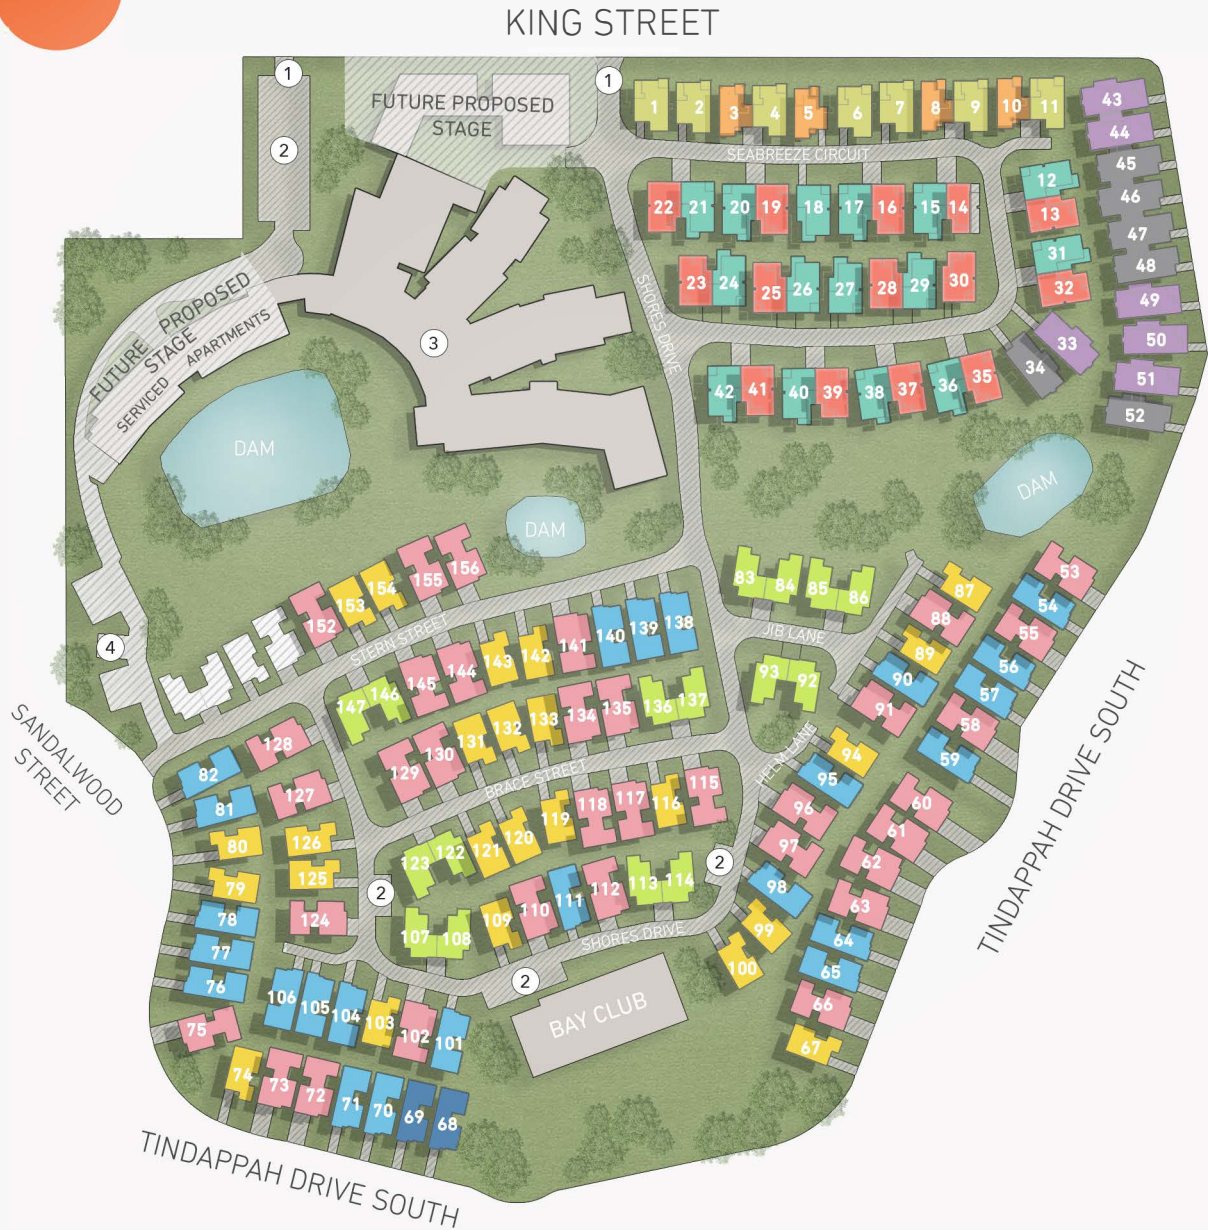 KING STREET
1
1
2
FUTURE PROPOSED
STAGE
1 2 3 4 5 6 7 8 9 10 11
43
44
SEABREEZE CIRCUIT
45
12
46
13
22 21 20 19 18 17 16 15 14
47
31
48
32
23 24 25 26 27 28 29 30
49
SHORES DRIVE
FUTURE PROPOSED
STAGE
SERVICED APARTMENTS
3
33
50
34
51
42 41 40 39 38 37 36 35
52
DAM
DAM
DAM
83 84 85 86
87
53
88
54
89
55
90
56
91
57
58
59
JIB LANE
93 92
156
155
154
153
152
STERN STREET
4
147 146 145 144 143 142 141 140 139 138
129 130 131 132 133 134 135 136 137
BRACE STREET
HELM LANE
94
95
96
97
98
99
100
60
61
62
63
64
65
66
67
SANDALWOOD
STREET
TINDAPPAH DRIVE SOUTH
128
82
127
81
126
80
125
79
124
78
77
76
75
123 122 121 120 119 118 117 116 115
2
2
107 108 109 110 111 112 113 114
SHORES DRIVE
2
BAY CLUB
106 105 104 103 102 101
74 73 72 71 70 69 68
TINDAPPAH DRIVE SOUTH